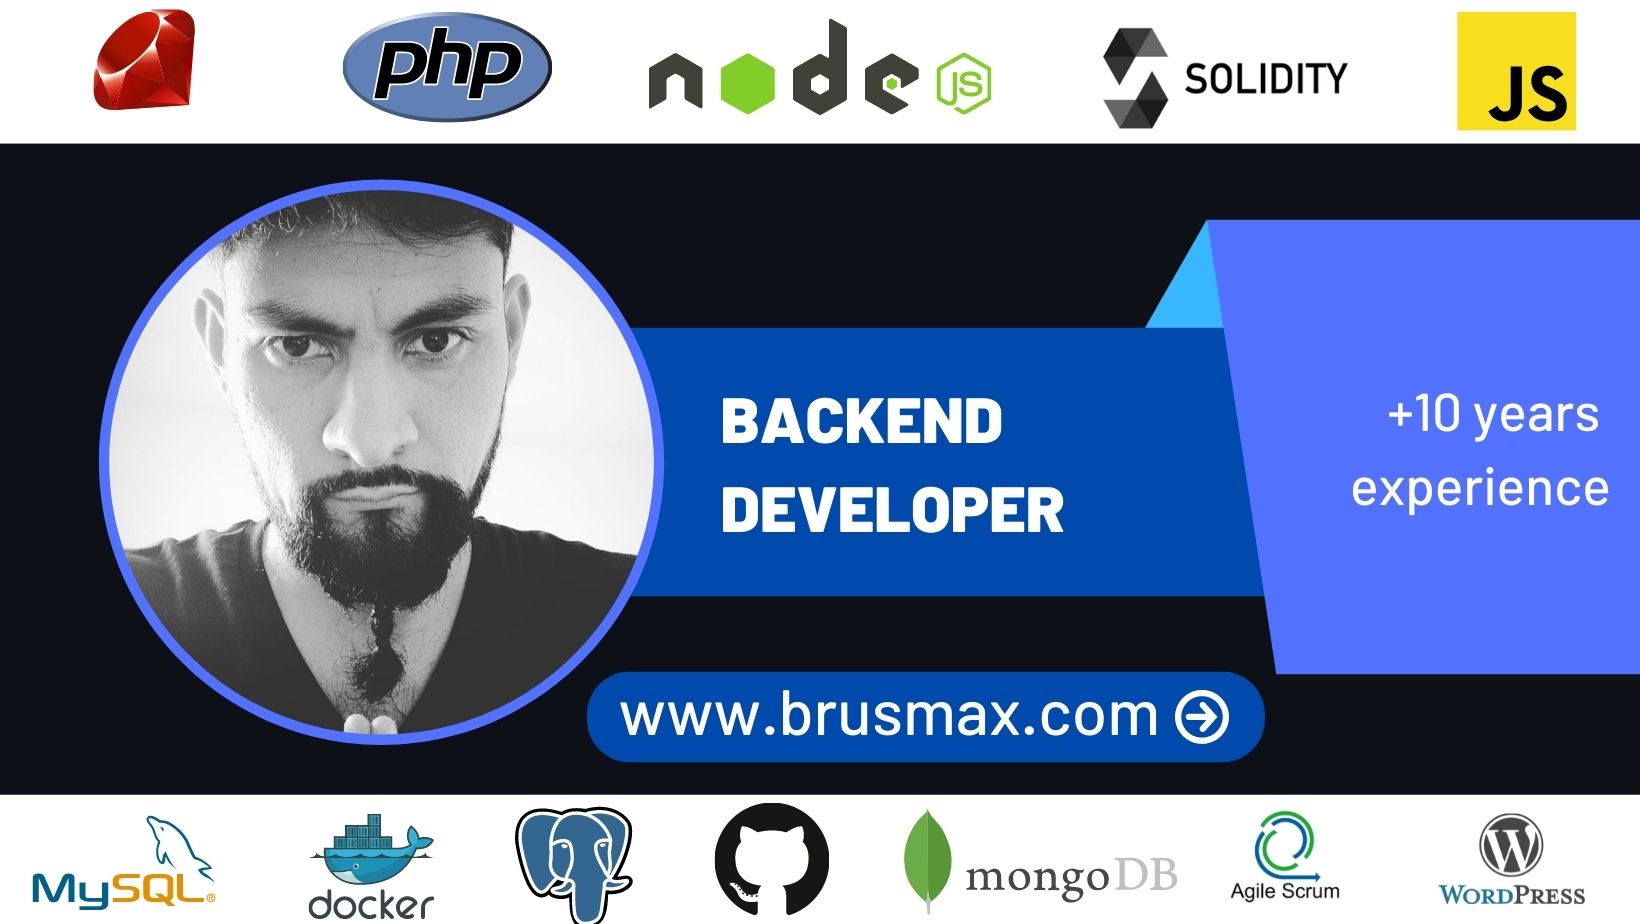 php
node
JS
SOLIDITY
JS
BACKEND
DEVELOPER
+10 years
experience
www.brusmax.com
MySQL®
docker
mongoDB
Agile Scrum
WORDPRESS